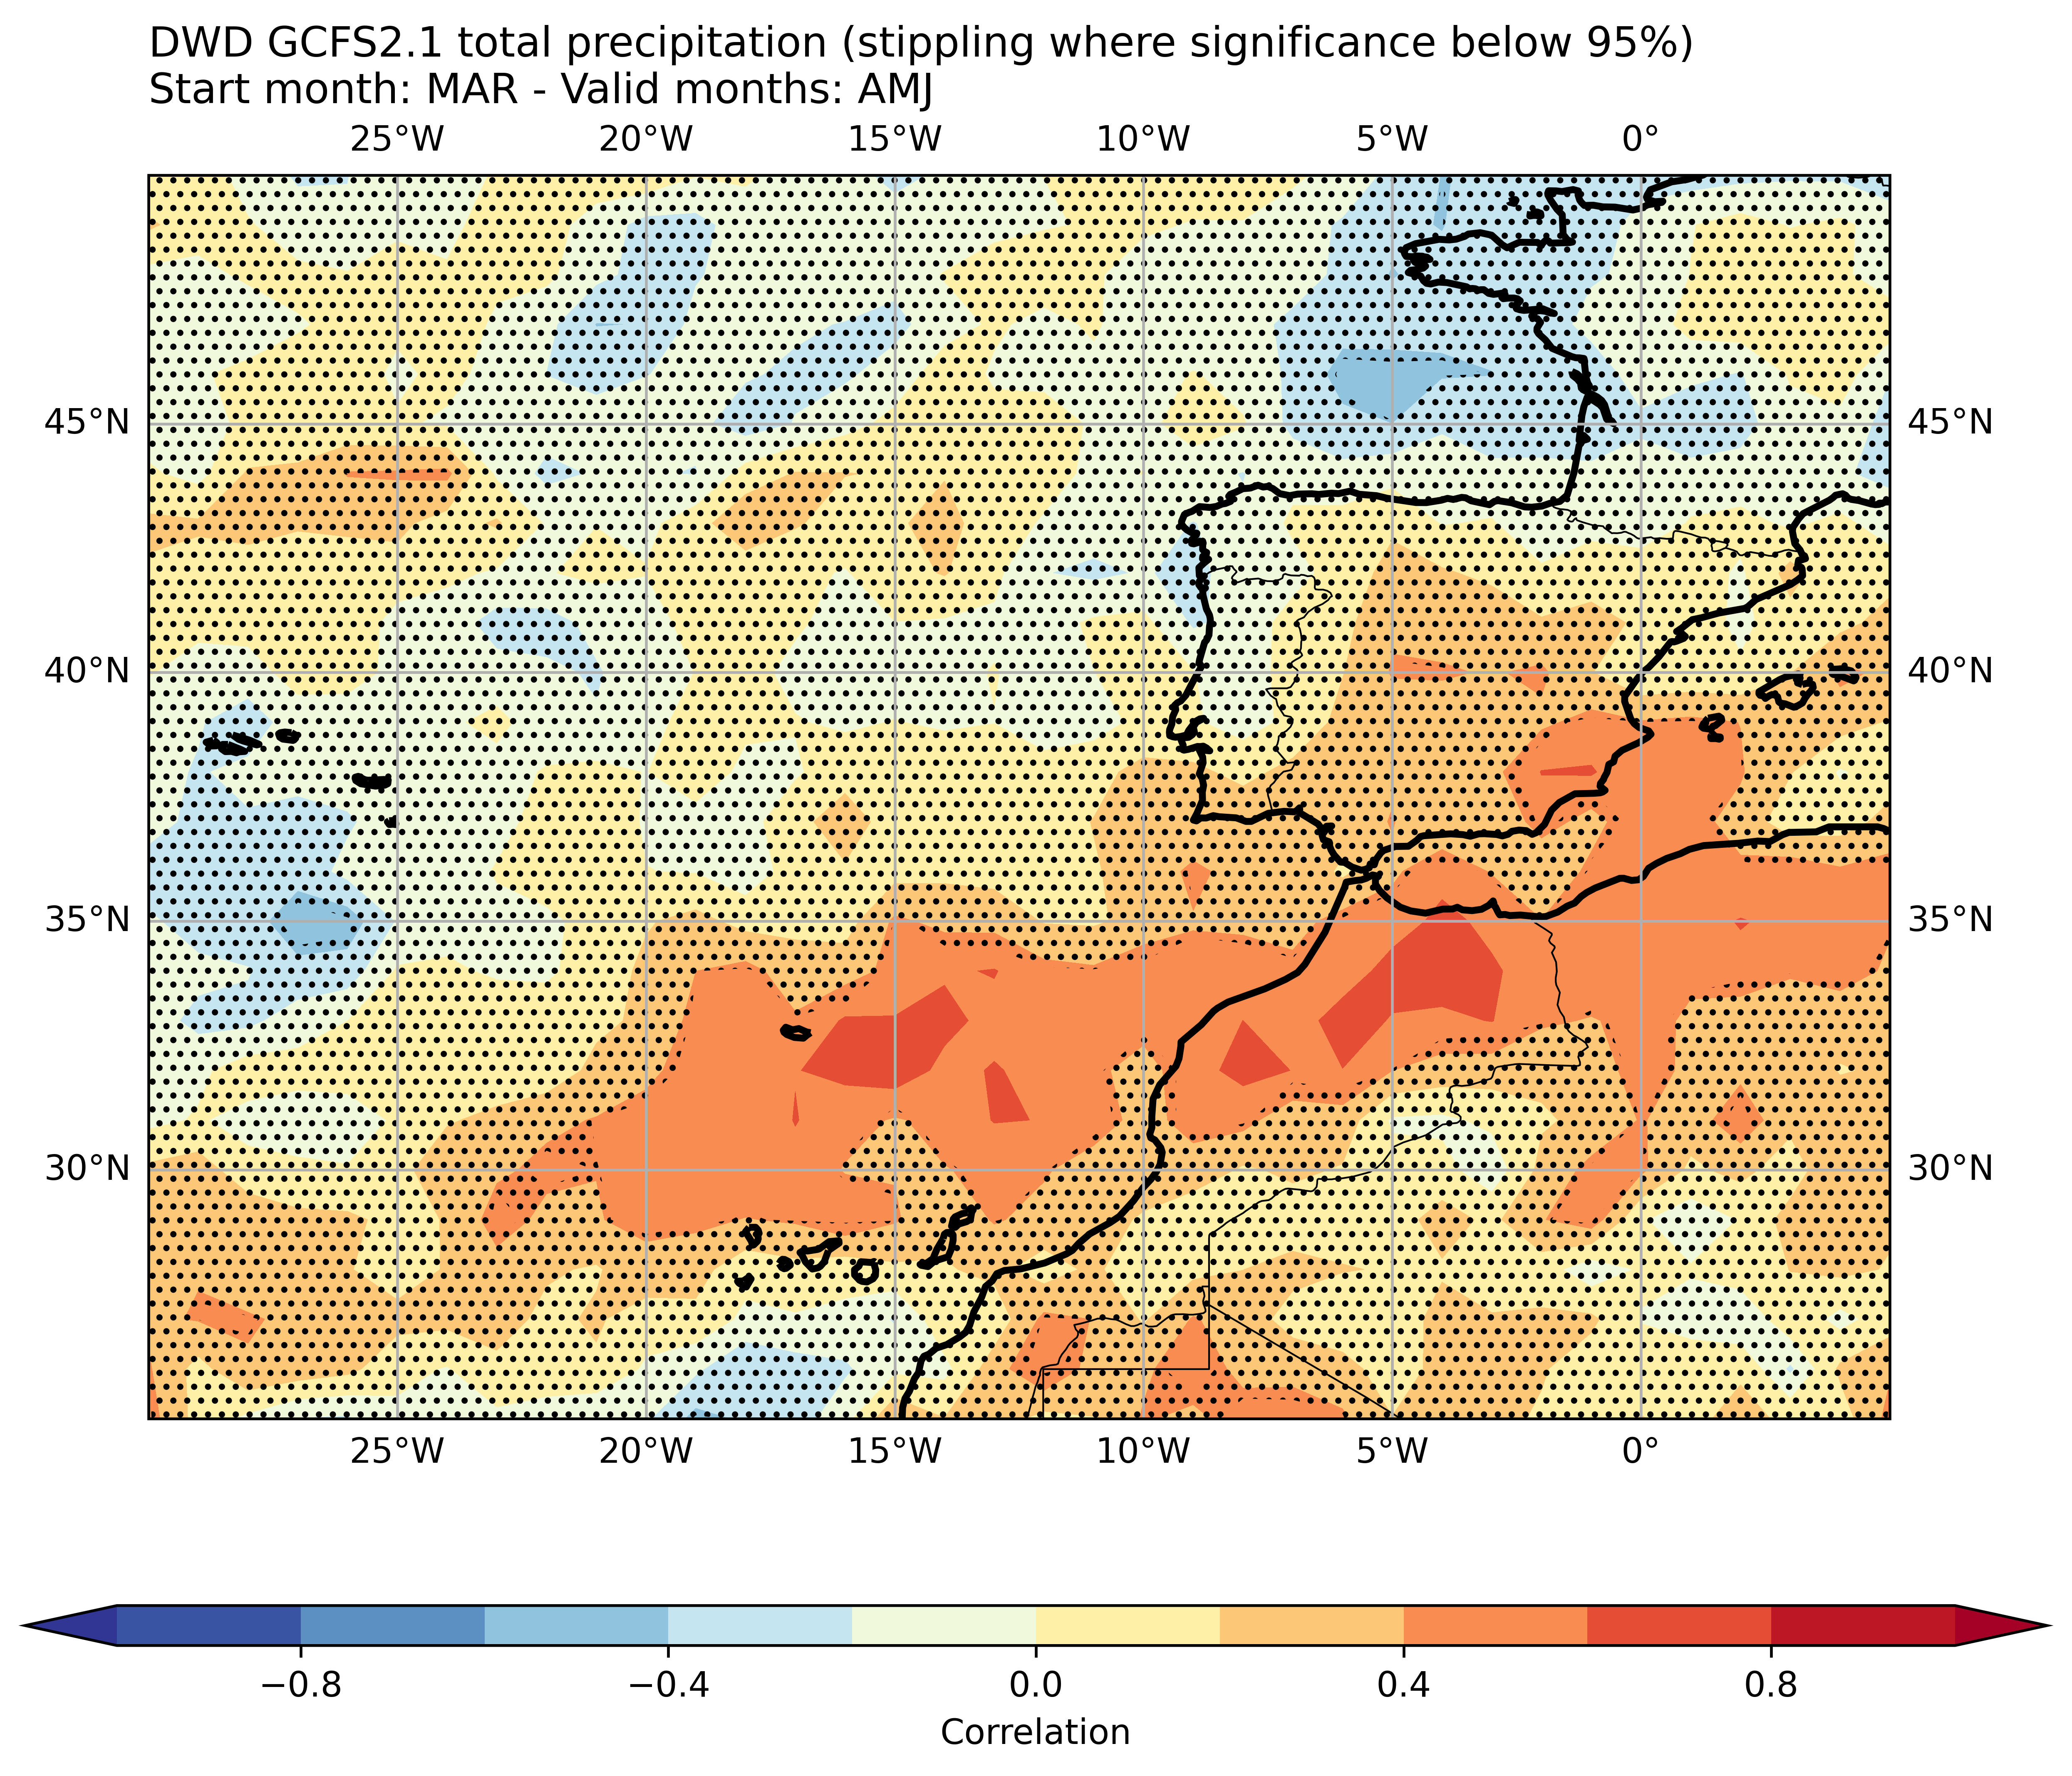 DWD GCFS2.1 total precipitation (stippling where significance below 95%)
Start month: MAR - Valid months: AMJ
25°W 20°W 15°W 10°W 5°W 0°
45°N 45°N
40°N 40°N
35°N 35°N
30°N 30°N
25°W 20°W 15°W 10°W 5°W 0°
−0.8 −0.4 0.0 0.4 0.8
Correlation